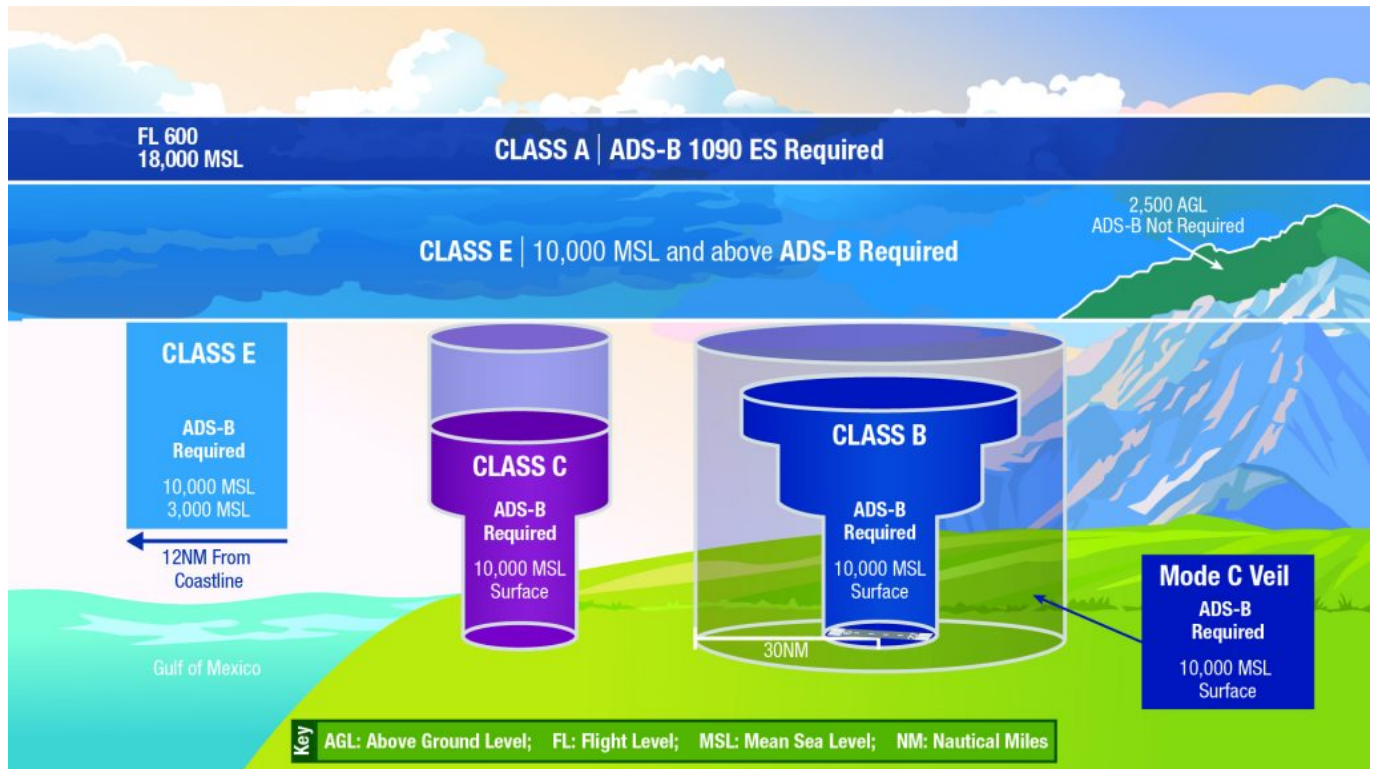 FL 600
18,000 MSL
CLASS A | ADS-B 1090 ES Required
2,500 AGL
ADS-B Not Required
CLASS E | 10,000 MSL and above ADS-B Required
CLASS E
ADS-B
Required
10,000 MSL
3,000 MSL
12NM From
Coastline
Gulf of Mexico
CLASS C
ADS-B
Required
10,000 MSL
Surface
CLASS B
ADS-B
Required
10,000 MSL
Surface
30NM
Mode C Veil
ADS-B
Required
10,000 MSL
Surface
Key
AGL: Above Ground Level; FL: Flight Level; MSL: Mean Sea Level; NM: Nautical Miles